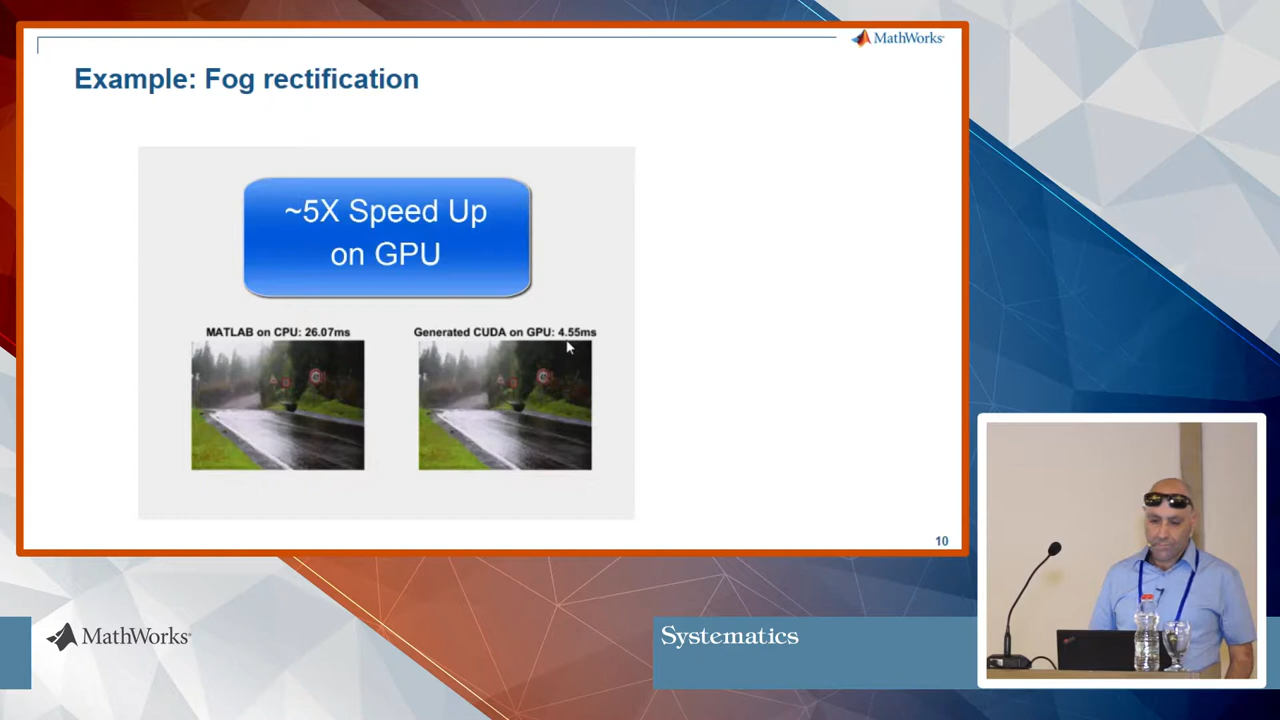 MathWorks
Example: Fog rectification
~5X Speed Up
on GPU
MATLAB on CPU: 26.07ms
Generated CUDA on GPU: 4.55ms
10
MathWorks
Systematics